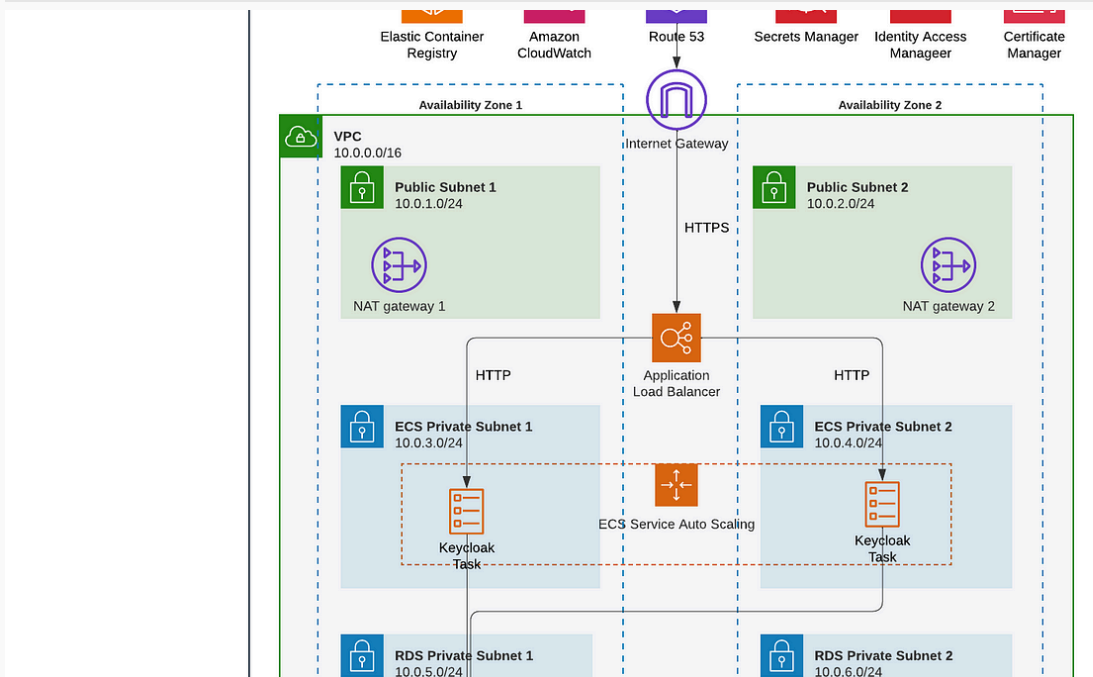 Elastic Container
Registry
Amazon
CloudWatch
Route 53
Secrets Manager
Identity Access
Manageer
Certificate
Manager
Availability Zone 1
Availability Zone 2
VPC
10.0.0.0/16
Internet Gateway
Public Subnet 1
10.0.1.0/24
Public Subnet 2
10.0.2.0/24
HTTPS
NAT gateway 1
NAT gateway 2
HTTP
Application
Load Balancer
HTTP
ECS Private Subnet 1
10.0.3.0/24
ECS Private Subnet 2
10.0.4.0/24
ECS Service Auto Scaling
Keycloak
Task
Keycloak
Task
RDS Private Subnet 1
10.0.5.0/24
RDS Private Subnet 2
10.0.6.0/24